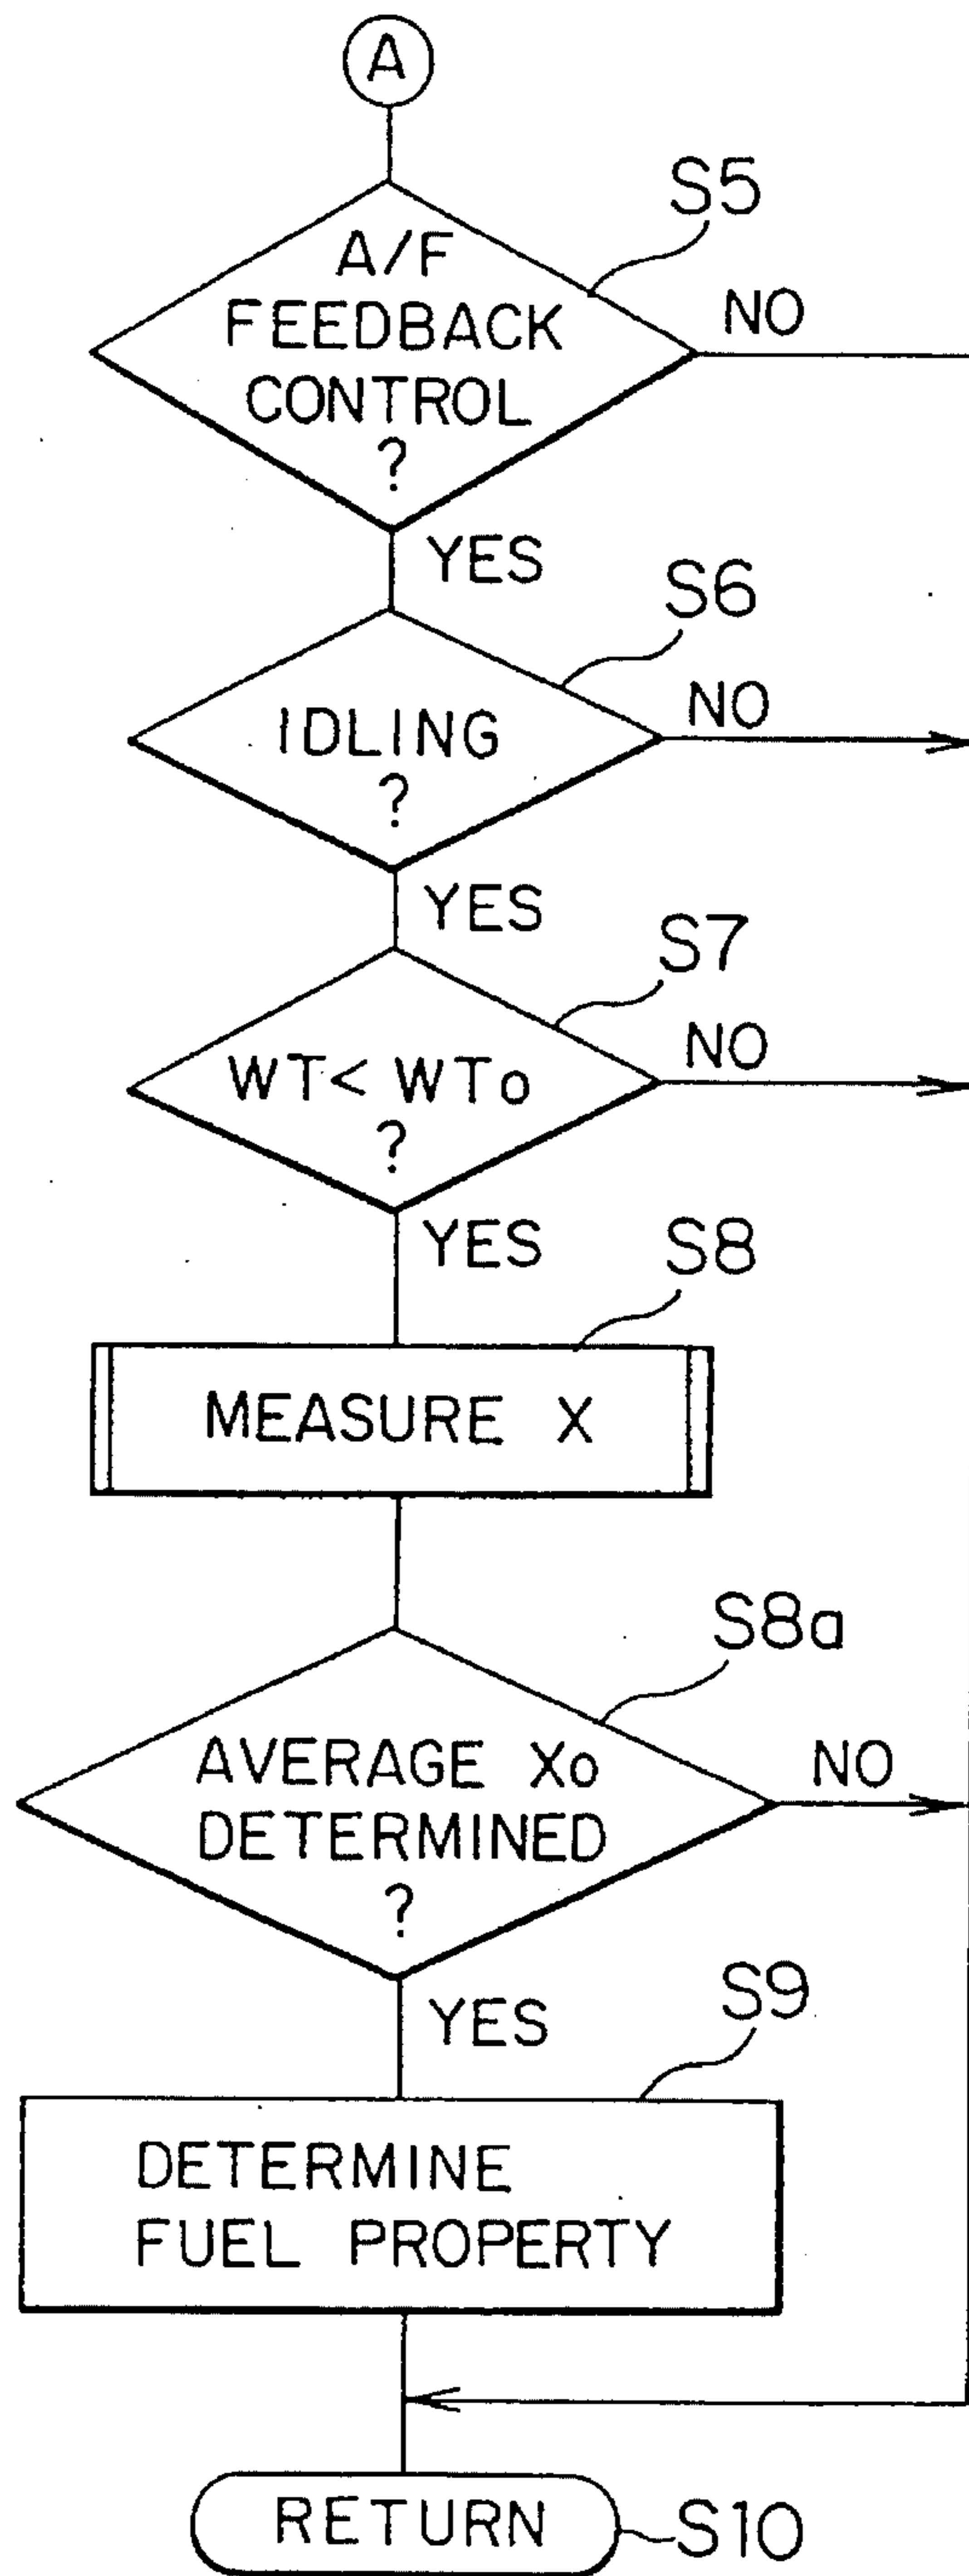 A
S5
A/F
FEEDBACK
CONTROL
?
NO
YES
S6
IDLING
?
NO
YES
S7
WT < WTo
?
NO
YES
S8
MEASURE X
S8a
AVERAGE Xo
DETERMINED
?
NO
YES
S9
DETERMINE
FUEL PROPERTY
RETURN
S10